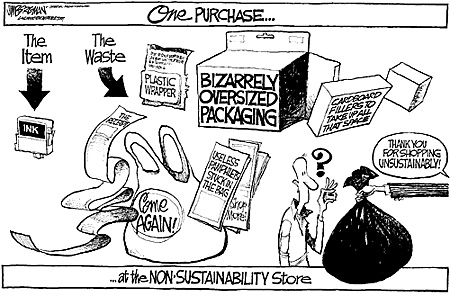 JIM BORGMAN
One PURCHASE...
The
Item
The
Waste
INK
THE RECEIPT
PLASTIC
WRAPPER
BIZARRELY
OVERSIZED
PACKAGING
CARDBOARD
FILLERS TO
TAKE UP ALL
THAT SPACE
USELESS
PAMPHLETS
STUCK IN
THE BAG
SHOP
MORE!
Come
AGAIN!
?
THANK YOU
FOR SHOPPING
UNSUSTAINABLY!
...at the NON-SUSTAINABILITY Store